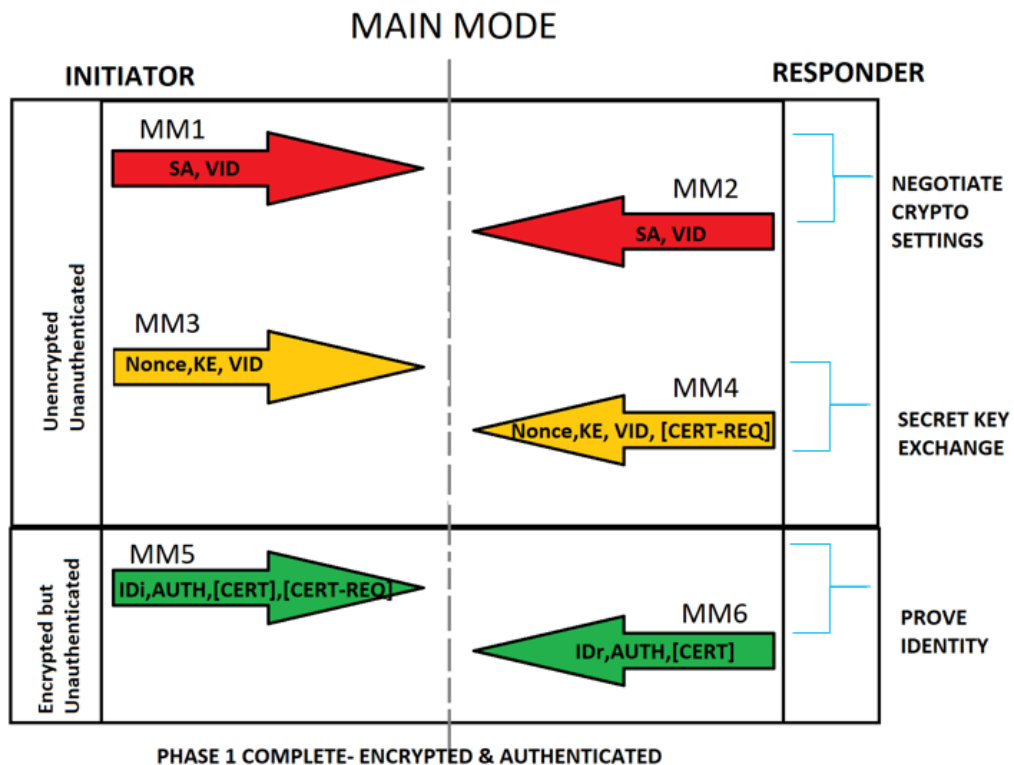 MAIN MODE
INITIATOR
RESPONDER
MM1
SA, VID
MM2
SA, VID
NEGOTIATE
CRYPTO
SETTINGS
Unencrypted
Unanuthenticated
MM3
Nonce,KE, VID
MM4
Nonce,KE, VID, [CERT-REQ]
SECRET KEY
EXCHANGE
Encrypted but
Unauthenticated
MM5
IDi,AUTH,[CERT],[CERT-REQ]
MM6
IDr,AUTH,[CERT]
PROVE
IDENTITY
PHASE 1 COMPLETE- ENCRYPTED & AUTHENTICATED